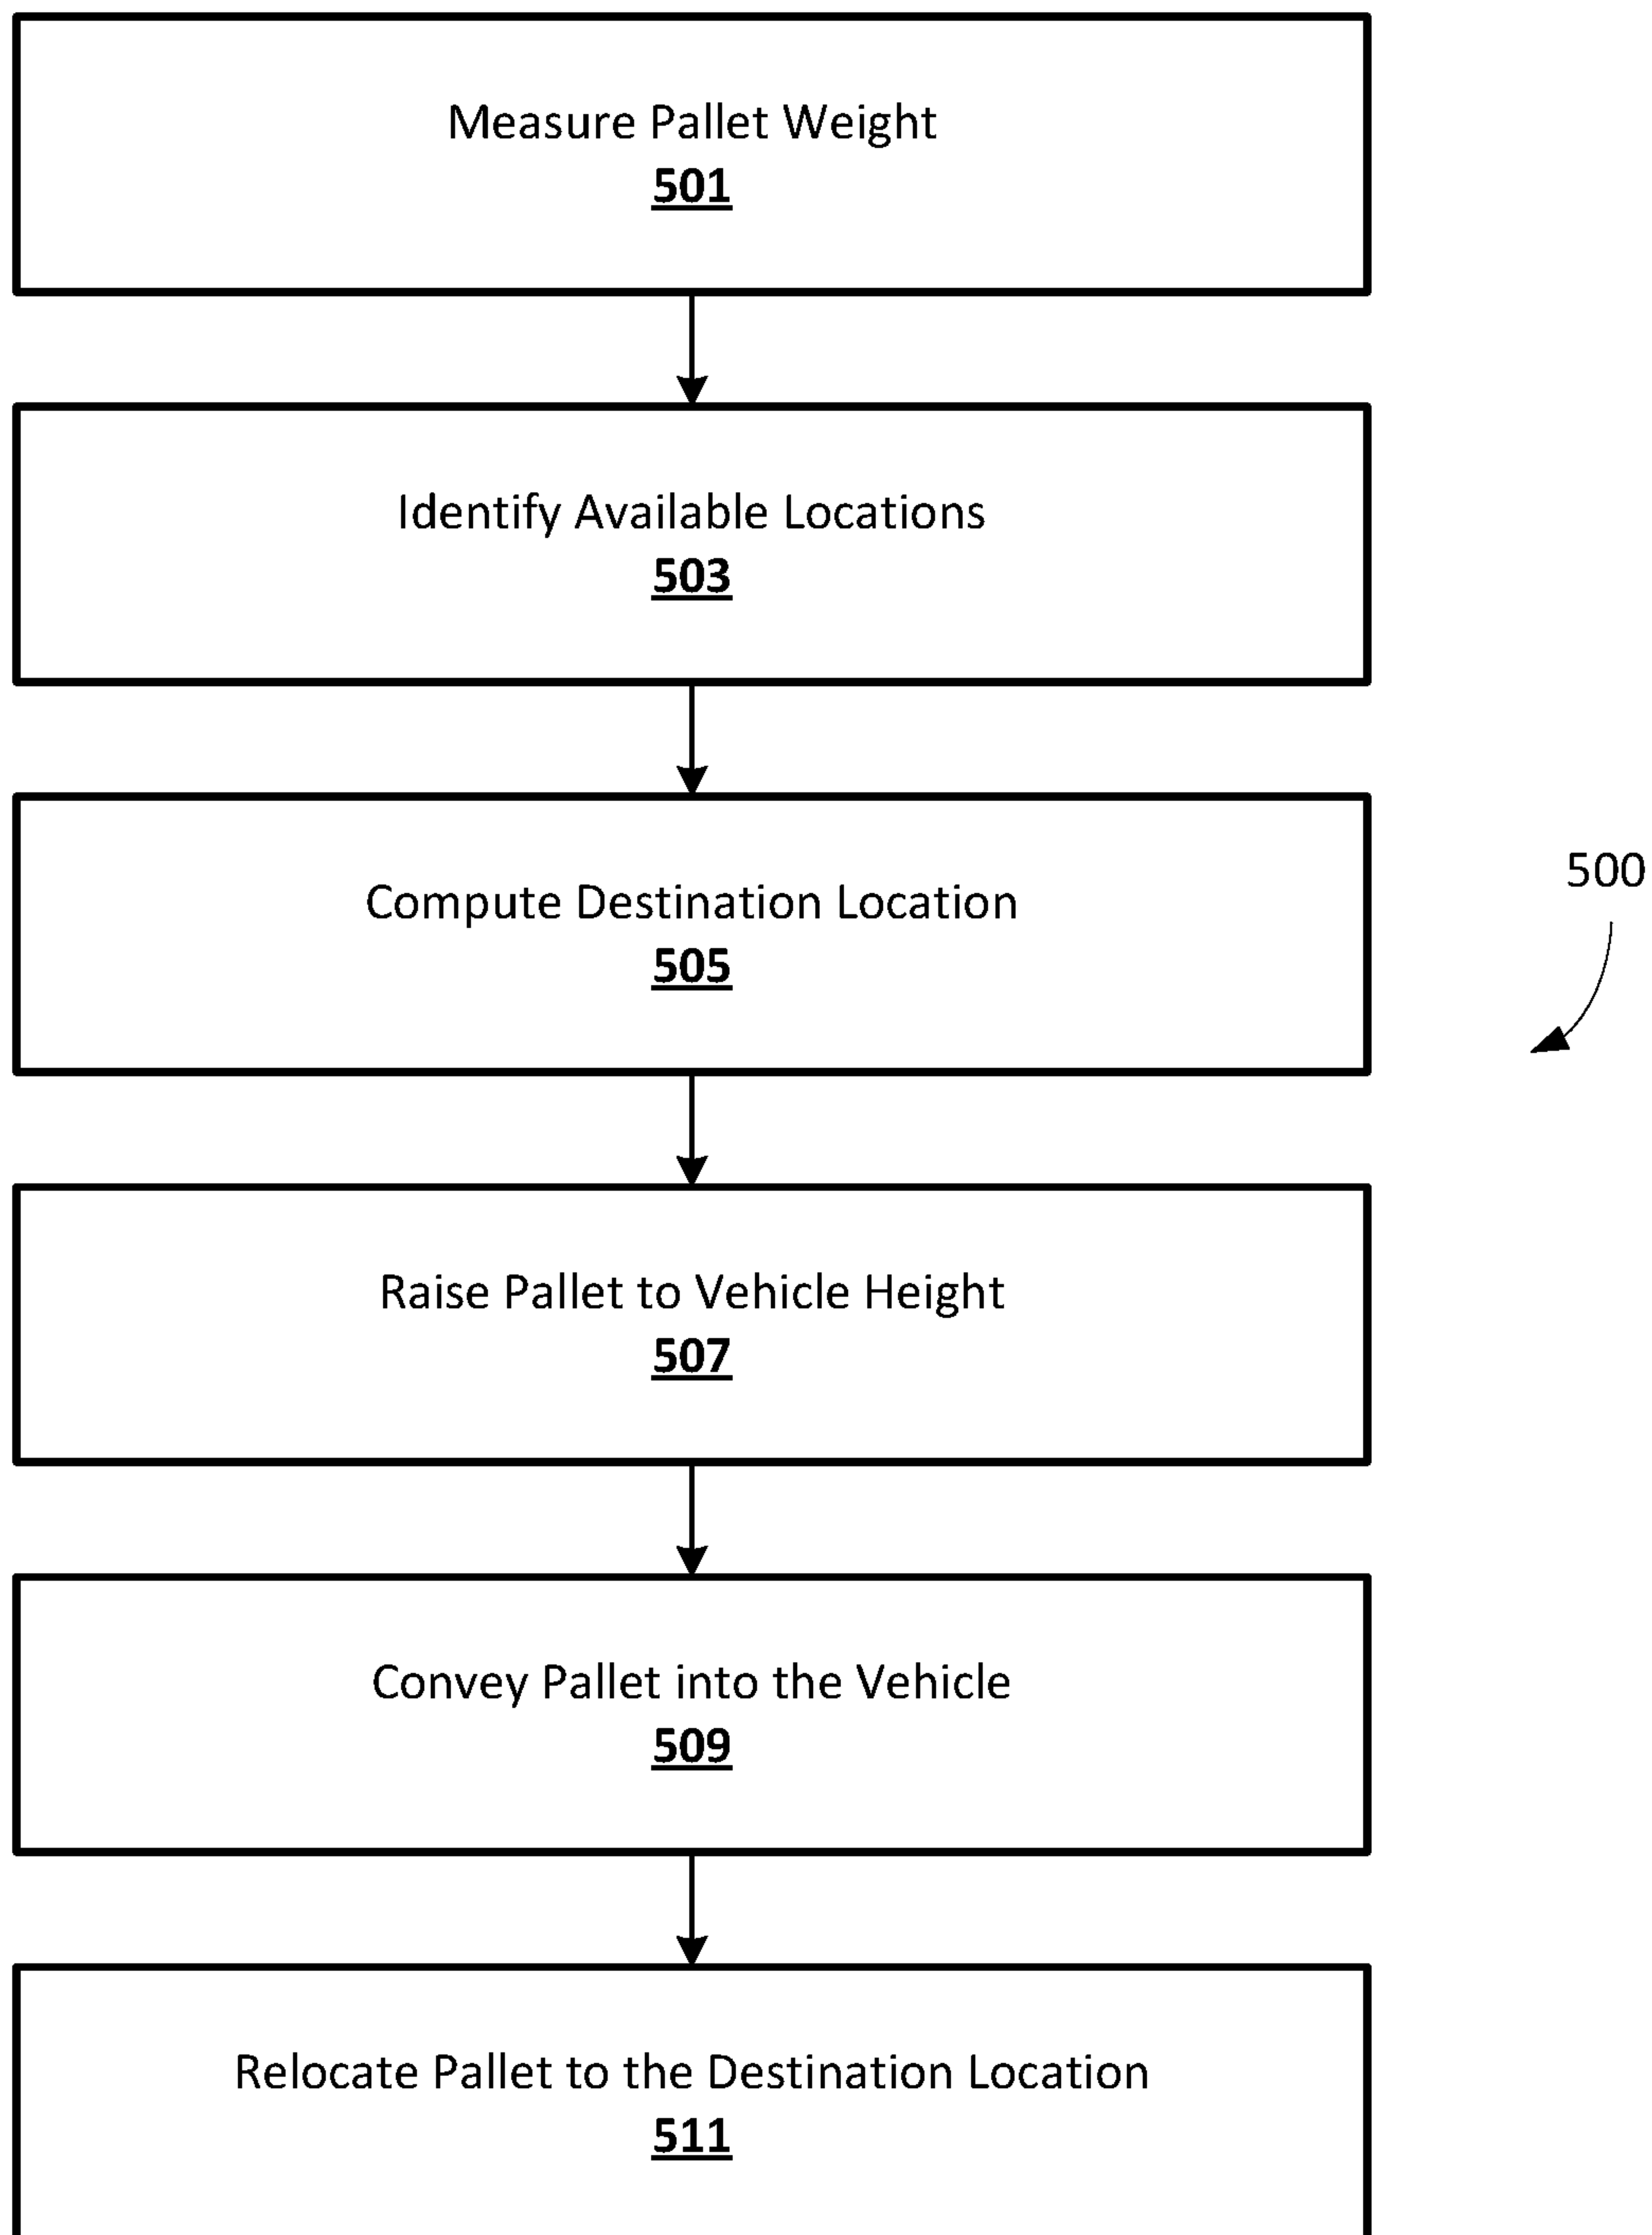 Measure Pallet Weight
501
Identify Available Locations
503
Compute Destination Location
505
500
Raise Pallet to Vehicle Height
507
Convey Pallet into the Vehicle
509
Relocate Pallet to the Destination Location
511